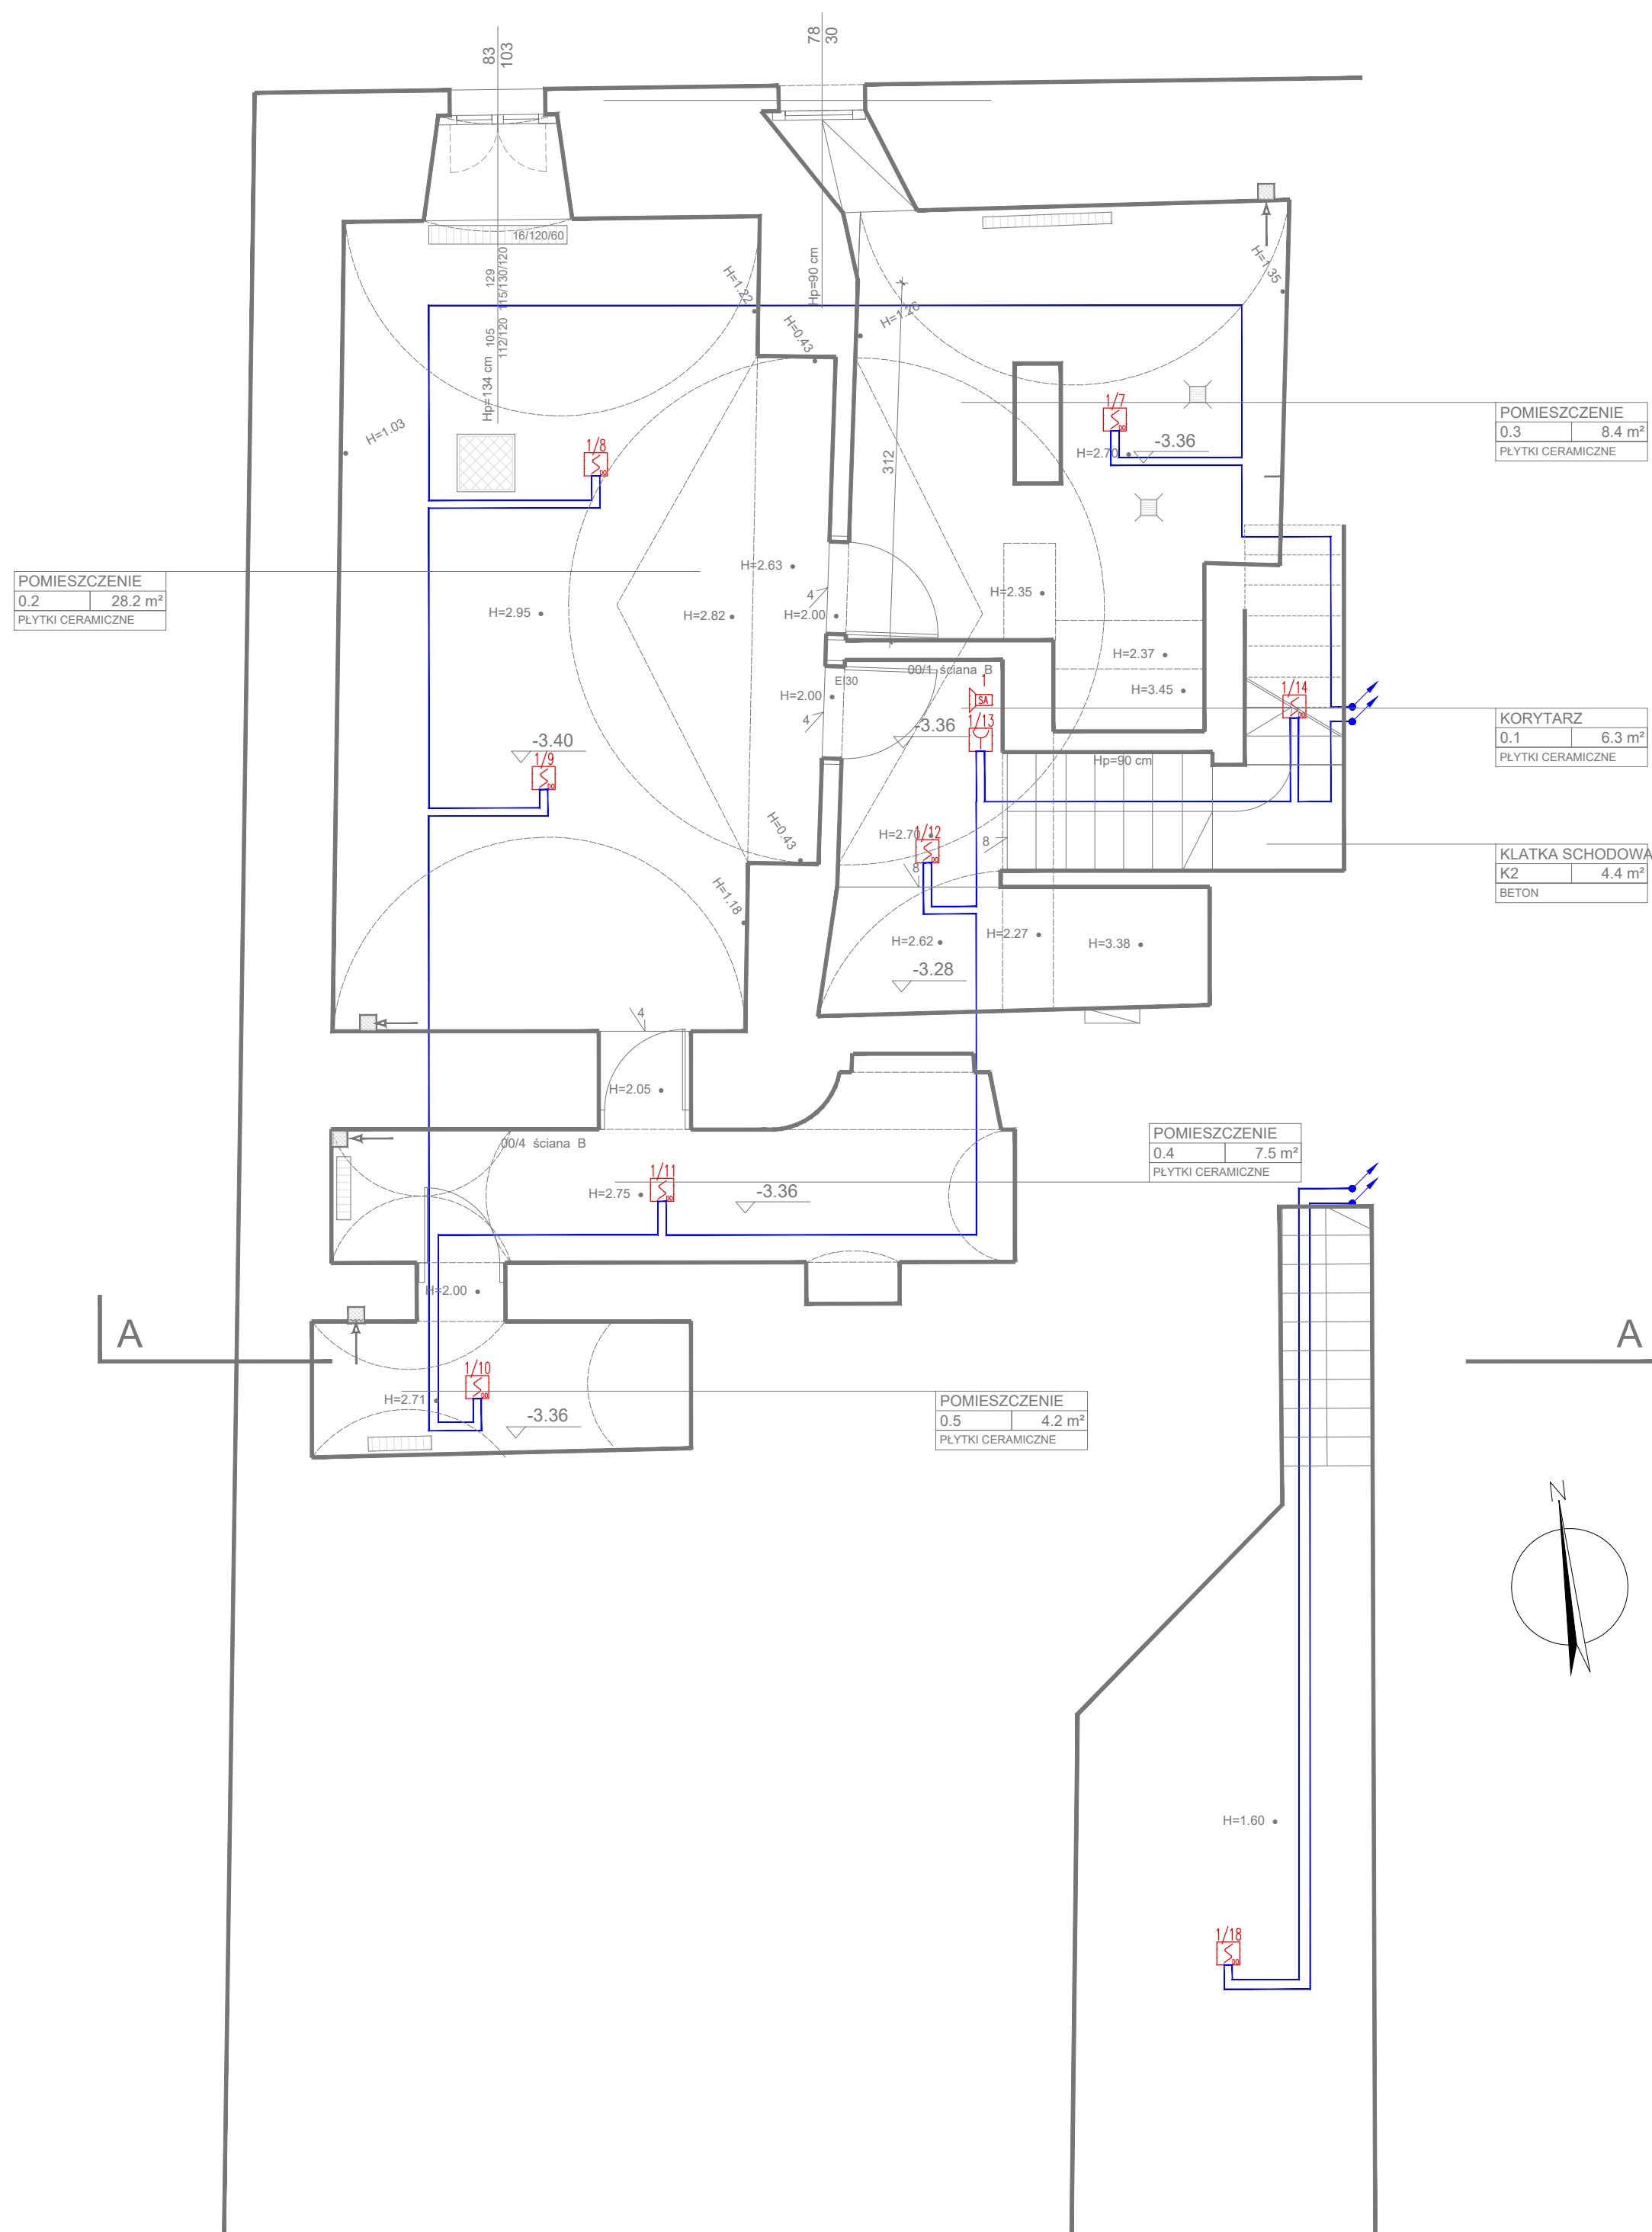 83
103
78
30
16/120/60
Hp=134 cm
105
129
112/120
115/130/120
Hp=90 cm
H=1.22
H=0.43
H=1.26
H=1.35
H=1.03
312
1/8
1/7
-3.36
H=2.70
POMIESZCZENIE
0.3 8.4 m²
PŁYTKI CERAMICZNE
POMIESZCZENIE
0.2 28.2 m²
PŁYTKI CERAMICZNE
H=2.63
4
H=2.95
H=2.82
H=2.00
H=2.35
H=2.37
00/1 ściana B
EI30
H=2.00
4
1
SA
H=3.45
1/14
1/13
-3.36
KORYTARZ
0.1 6.3 m²
PŁYTKI CERAMICZNE
-3.40
1/9
Hp=90 cm
H=0.43
H=2.70
1/12
8
8
KLATKA SCHODOWA
K2 4.4 m²
BETON
H=1.18
H=2.62
H=2.27
H=3.38
-3.28
4
H=2.05
00/4 ściana B
POMIESZCZENIE
0.4 7.5 m²
PŁYTKI CERAMICZNE
1/11
H=2.75
-3.36
H=2.00
A
A
1/10
H=2.71
-3.36
POMIESZCZENIE
0.5 4.2 m²
PŁYTKI CERAMICZNE
N
H=1.60
1/18